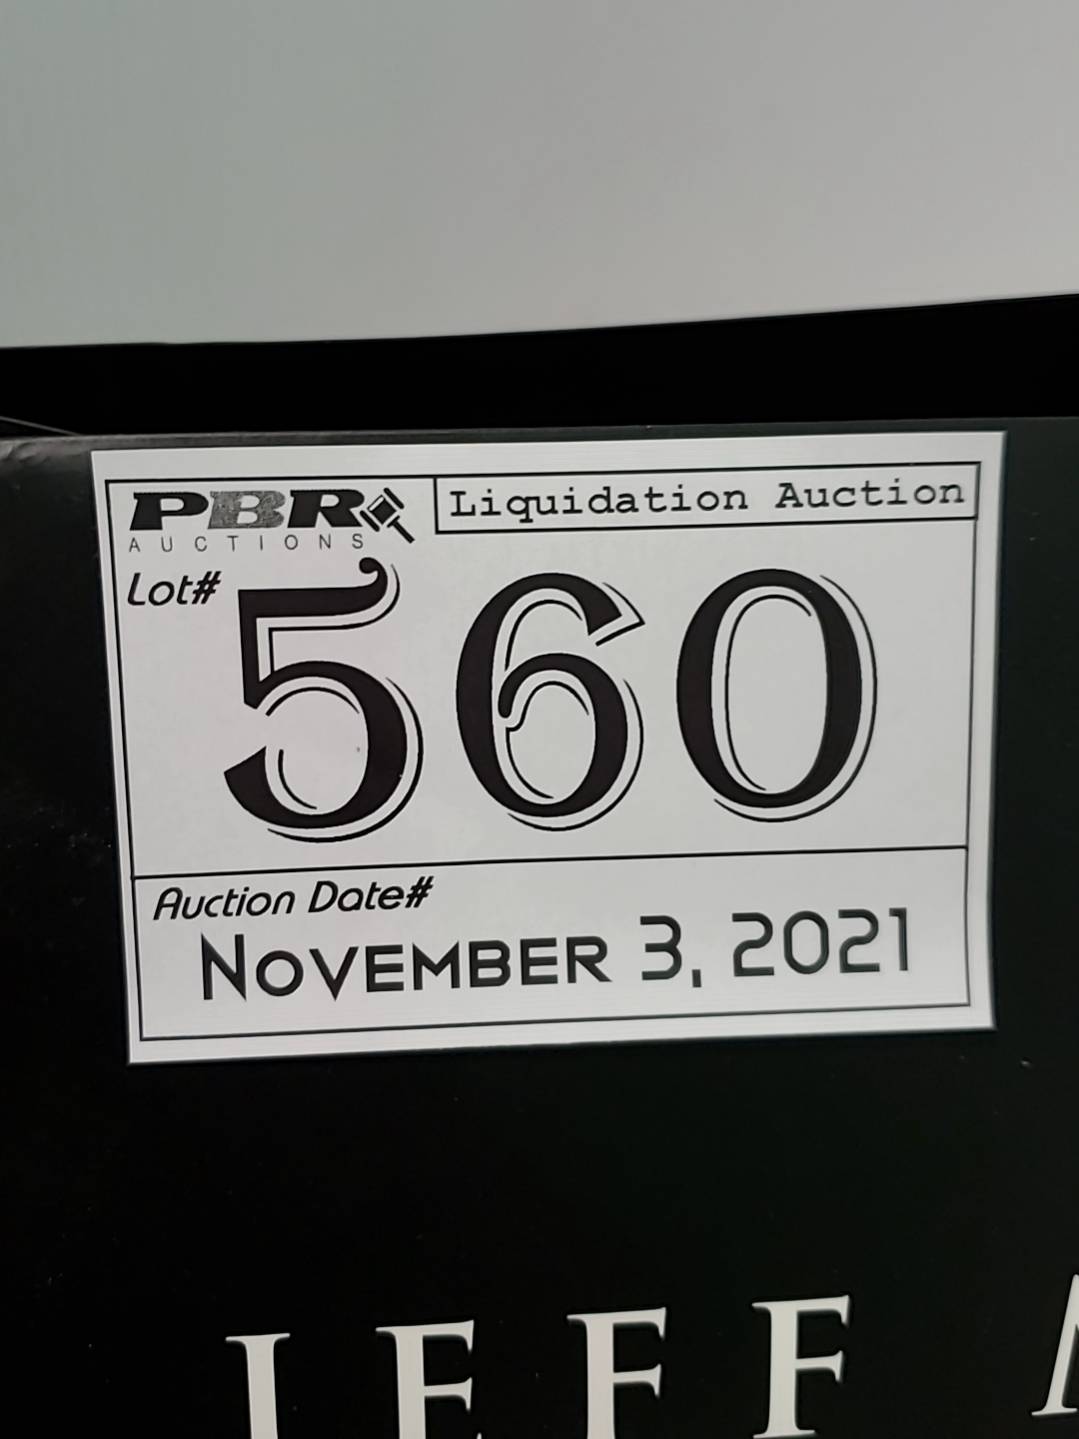 PBR
AUCTIONS
Liquidation Auction
Lot#
560
Auction Date#
NOVEMBER 3, 2021
JEFF